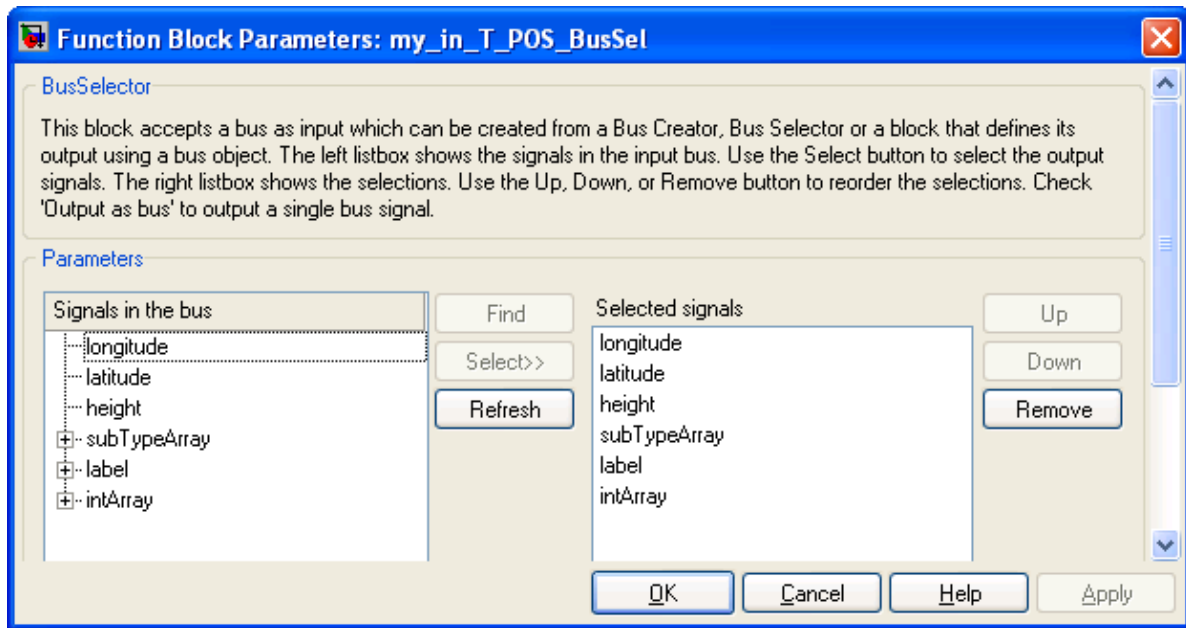 Function Block Parameters: my_in_T_POS_BusSel
BusSelector
This block accepts a bus as input which can be created from a Bus Creator, Bus Selector or a block that defines its
output using a bus object. The left listbox shows the signals in the input bus. Use the Select button to select the output
signals. The right listbox shows the selections. Use the Up, Down, or Remove button to reorder the selections. Check
'Output as bus' to output a single bus signal.
Parameters
Signals in the bus
longitude
latitude
height
subTypeArray
label
intArray
Find
Select>>
Refresh
Selected signals
longitude
latitude
height
subTypeArray
label
intArray
Up
Down
Remove
OK
Cancel
Help
Apply